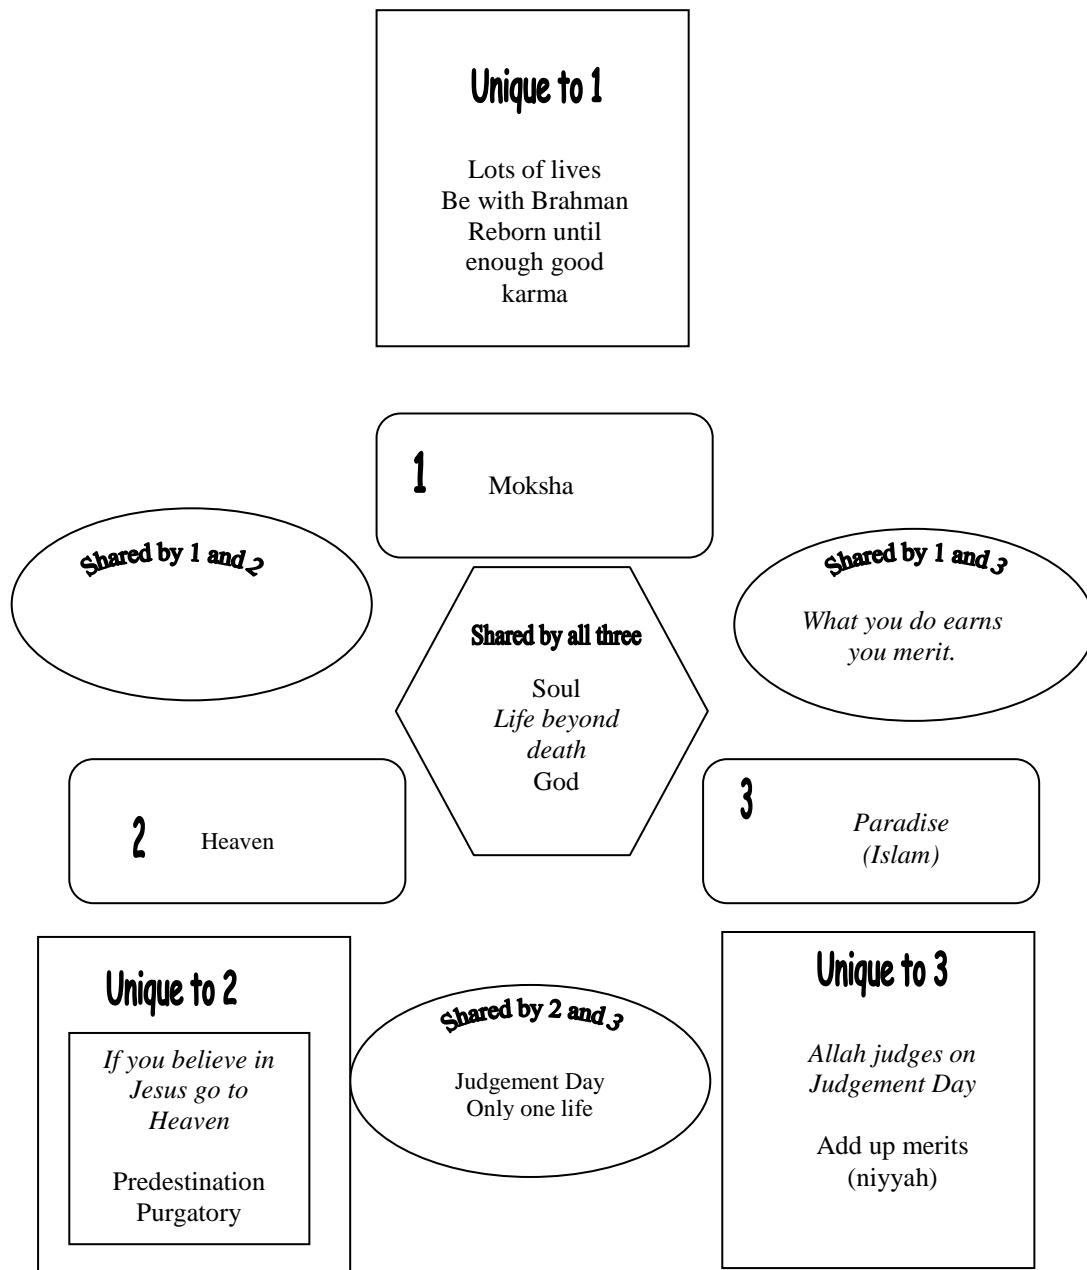 Unique to 1
Lots of lives
Be with Brahman
Reborn until
enough good
karma
1
Moksha
Shared by 1 and 2
Shared by 1 and 3
What you do earns
you merit.
Shared by all three
Soul
Life beyond
death
God
2
Heaven
3
Paradise
(Islam)
Unique to 2
If you believe in
Jesus go to
Heaven
Predestination
Purgatory
Shared by 2 and 3
Judgement Day
Only one life
Unique to 3
Allah judges on
Judgement Day
Add up merits
(niyyah)